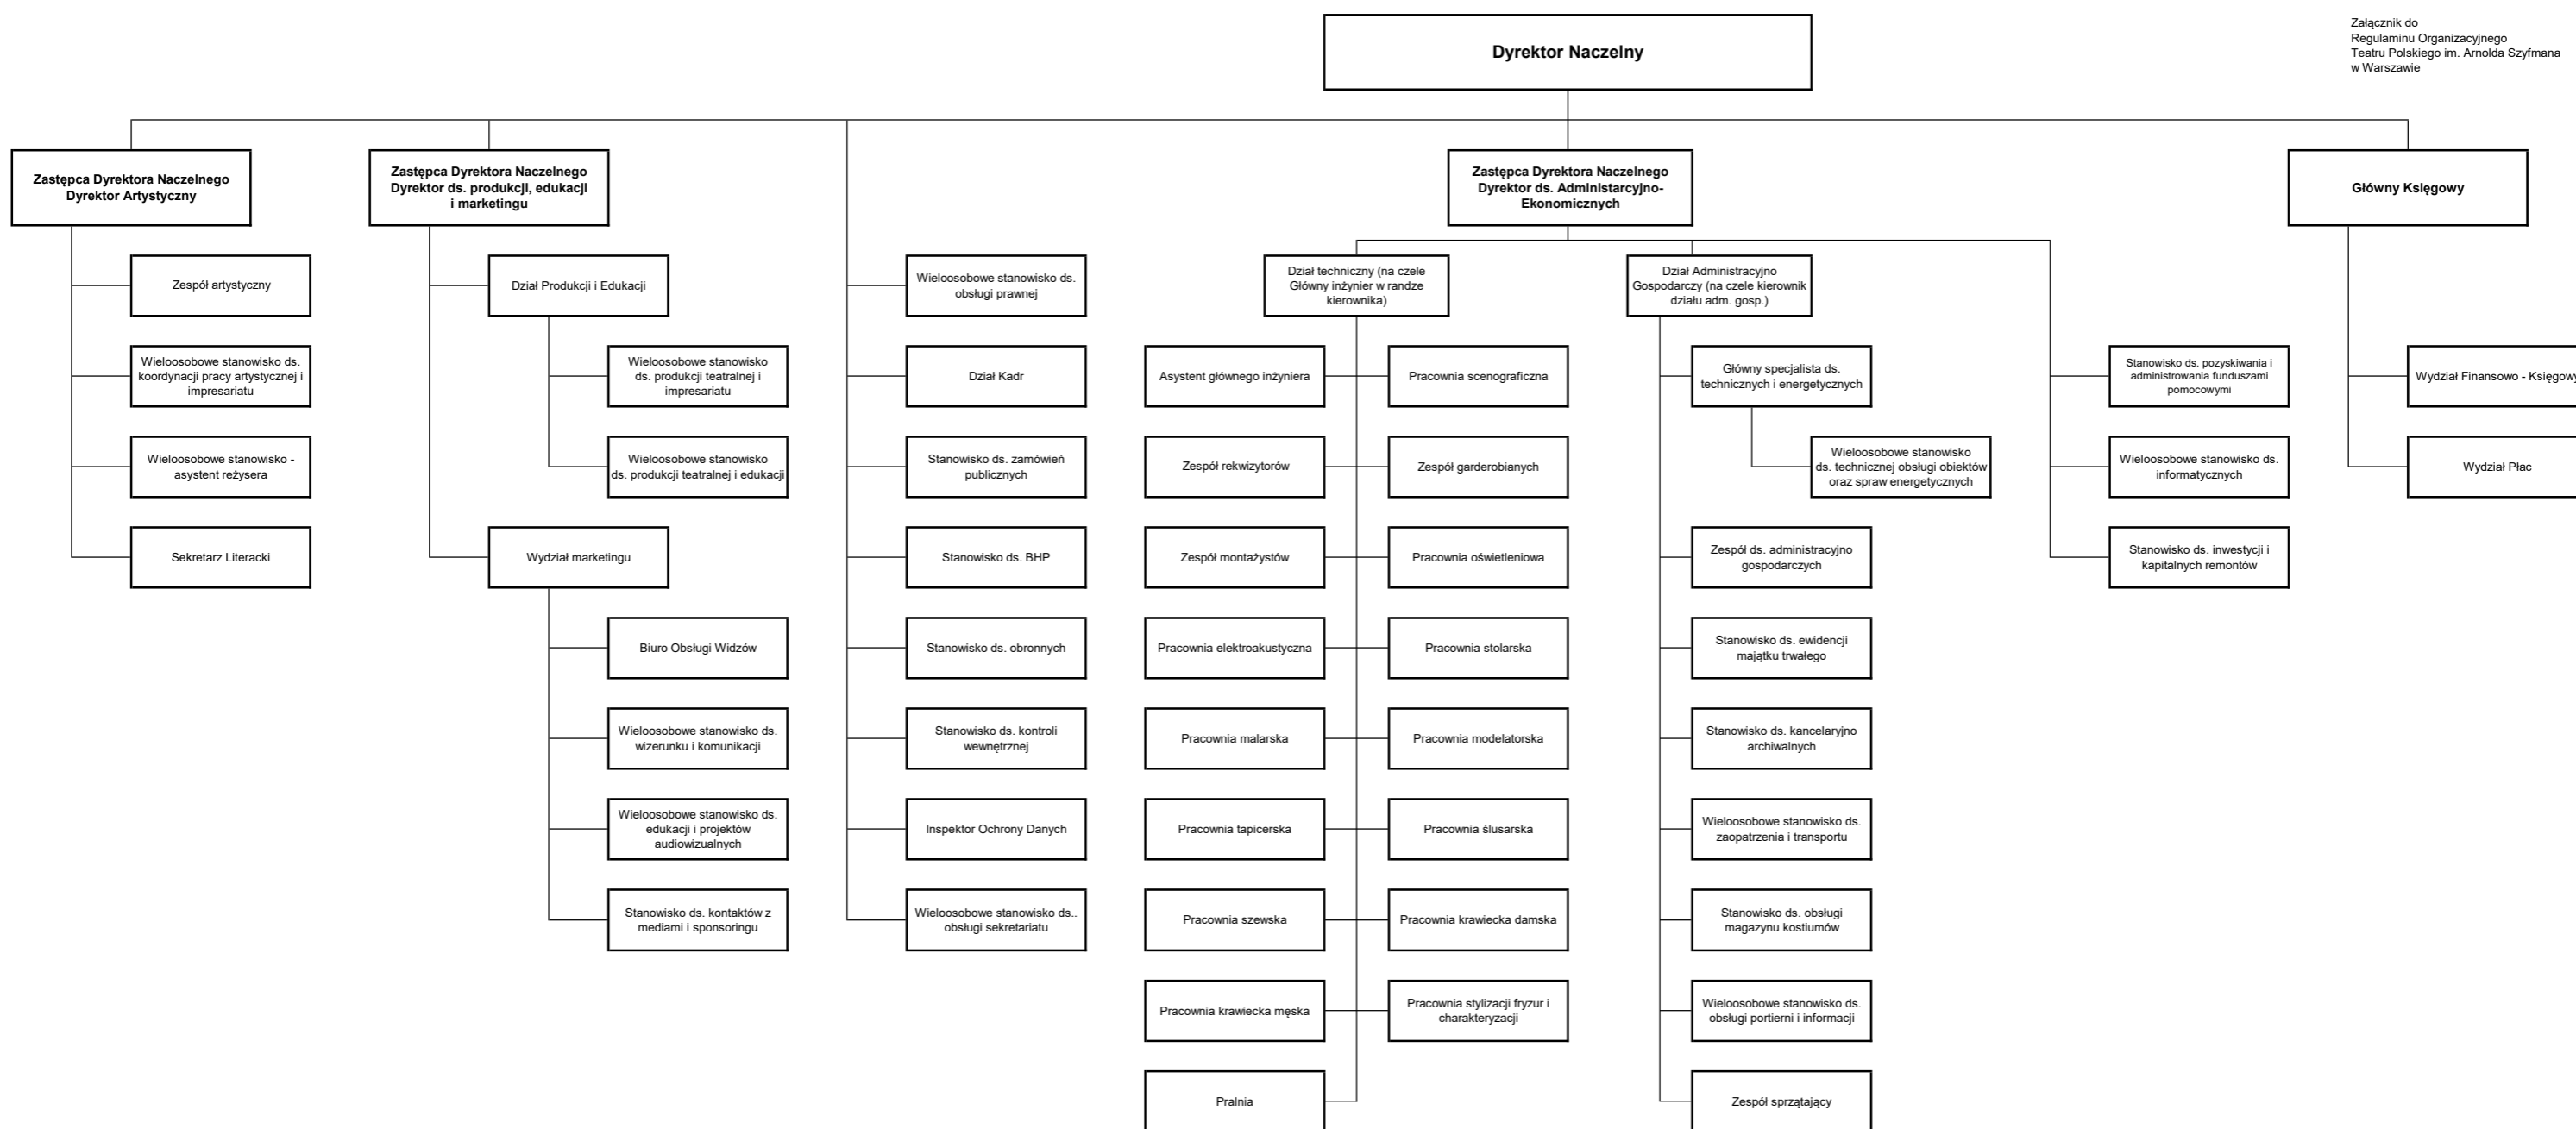 Dyrektor Naczelny
Załącznik do
Regulaminu Organizacyjnego
Teatru Polskiego im. Arnolda Szyfmana
w Warszawie
Zastępca Dyrektora Naczelnego
Dyrektor Artystyczny
Zastępca Dyrektora Naczelnego
Dyrektor ds. produkcji, edukacji
i marketingu
Zastępca Dyrektora Naczelnego
Dyrektor ds. Administarcyjno-
Ekonomicznych
Główny Księgowy
Zespół artystyczny
Wieloosobowe stanowisko ds.
koordynacji pracy artystycznej i
impresariatu
Wieloosobowe stanowisko -
asystent reżysera
Sekretarz Literacki
Dział Produkcji i Edukacji
Wieloosobowe stanowisko
ds. produkcji teatralnej i
impresariatu
Wieloosobowe stanowisko
ds. produkcji teatralnej i edukacji
Wydział marketingu
Biuro Obsługi Widzów
Wieloosobowe stanowisko ds.
wizerunku i komunikacji
Wieloosobowe stanowisko ds.
edukacji i projektów
audiowizualnych
Stanowisko ds. kontaktów z
mediami i sponsoringu
Wieloosobowe stanowisko ds.
obsługi prawnej
Dział Kadr
Stanowisko ds. zamówień
publicznych
Stanowisko ds. BHP
Stanowisko ds. obronnych
Stanowisko ds. kontroli
wewnętrznej
Inspektor Ochrony Danych
Wieloosobowe stanowisko ds..
obsługi sekretariatu
Dział techniczny (na czele
Główny inżynier w randze
kierownika)
Asystent głównego inżyniera
Pracownia scenograficzna
Zespół rekwizytorów
Zespół garderobianych
Zespół montażystów
Pracownia oświetleniowa
Pracownia elektroakustyczna
Pracownia stolarska
Pracownia malarska
Pracownia modelatorska
Pracownia tapicerska
Pracownia ślusarska
Pracownia szewska
Pracownia krawiecka damska
Pracownia krawiecka męska
Pracownia stylizacji fryzur i
charakteryzacji
Pralnia
Dział Administracyjno
Gospodarczy (na czele kierownik
działu adm. gosp.)
Główny specjalista ds.
technicznych i energetycznych
Wieloosobowe stanowisko
ds. technicznej obsługi obiektów
oraz spraw energetycznych
Zespół ds. administracyjno
gospodarczych
Stanowisko ds. ewidencji
majątku trwałego
Stanowisko ds. kancelaryjno
archiwalnych
Wieloosobowe stanowisko ds.
zaopatrzenia i transportu
Stanowisko ds. obsługi
magazynu kostiumów
Wieloosobowe stanowisko ds.
obsługi portierni i informacji
Zespół sprzątający
Stanowisko ds. pozyskiwania i
administrowania funduszami
pomocowymi
Wieloosobowe stanowisko ds.
informatycznych
Stanowisko ds. inwestycji i
kapitalnych remontów
Wydział Finansowo - Księgowy
Wydział Płac